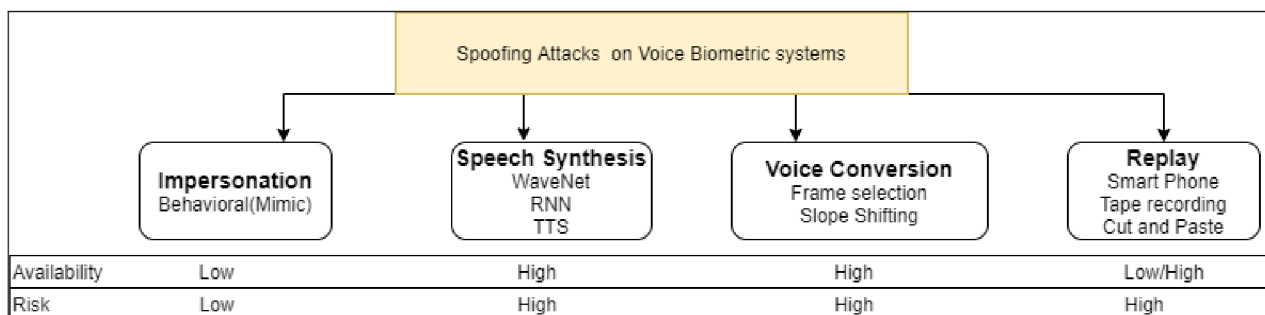 Spoofing Attacks on Voice Biometric systems
Impersonation
Behavioral(Mimic)
Speech Synthesis
WaveNet
RNN
TTS
Voice Conversion
Frame selection
Slope Shifting
Replay
Smart Phone
Tape recording
Cut and Paste
Availability Low High High Low/High
Risk Low High High High